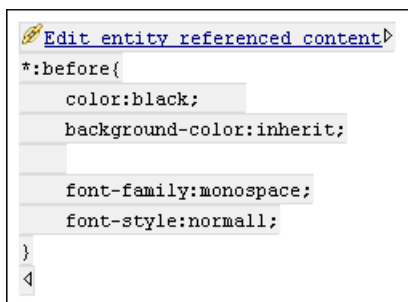 Edit entity referenced content
*:before{
color:black;
background-color:inherit;
font-family:monospace;
font-style:normall;
}